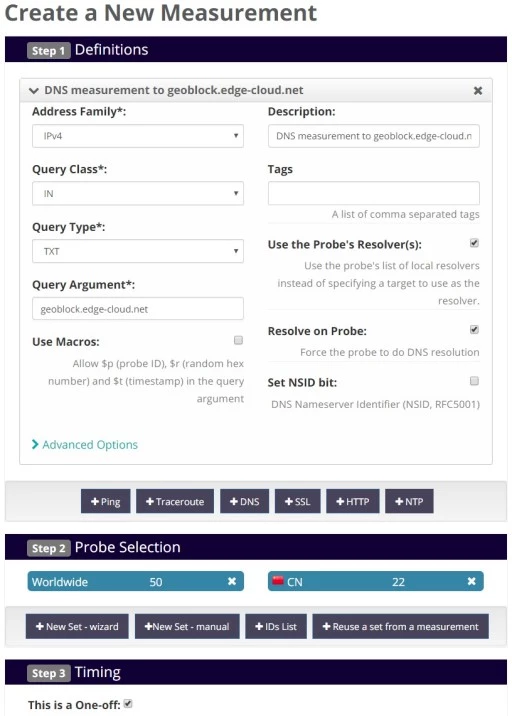 Create a New Measurement
Step 1 Definitions
DNS measurement to geoblock.edge-cloud.net
Address Family*:
IPv4
Query Class*:
IN
Query Type*:
TXT
Query Argument*:
geoblock.edge-cloud.net
Use Macros:
Allow $p (probe ID), $r (random hex
number) and $t (timestamp) in the query
argument
Description:
DNS measurement to geoblock.edge-cloud.n
Tags
A list of comma separated tags
Use the Probe's Resolver(s):
Use the probe's list of local resolvers
instead of specifying a target to use as the
resolver.
Resolve on Probe:
Force the probe to do DNS resolution
Set NSID bit:
DNS Nameserver Identifier (NSID, RFC5001)
Advanced Options
+ Ping + Traceroute + DNS + SSL + HTTP + NTP
Step 2 Probe Selection
Worldwide 50
CN 22
+ New Set - wizard +New Set - manual + IDs List + Reuse a set from a measurement
Step 3 Timing
This is a One-off: